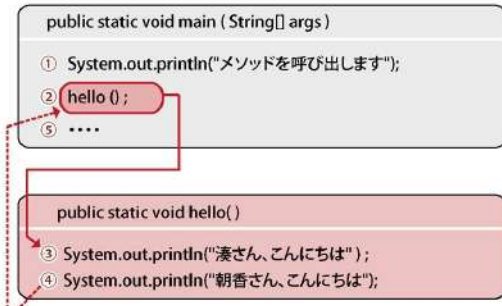 public static void main ( String[] args )
① System.out.println("メソッドを呼び出します");
② hello () ;
⑤ ••••
public static void hello( )
③ System.out.println("湊さん、こんにちは" ) ;
④ System.out.println("朝香さん、こんにちは");